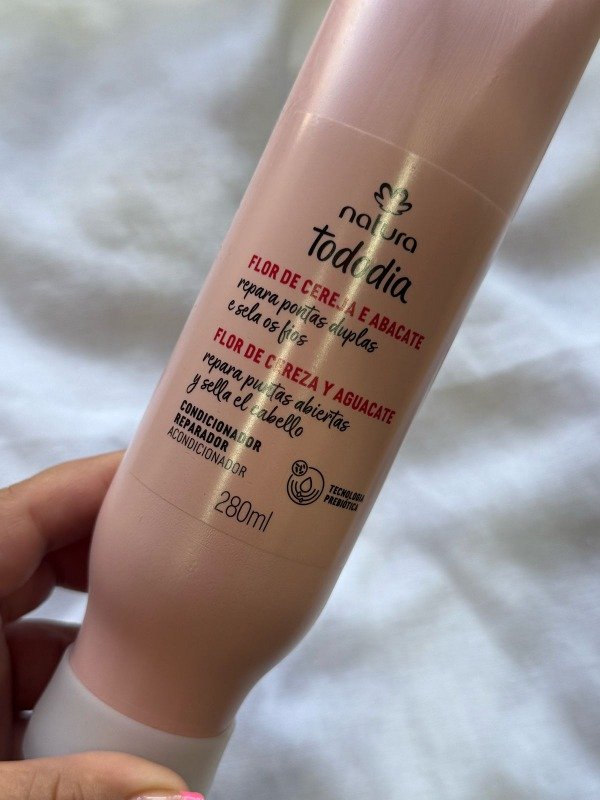 natura
Tododia
FLOR DE CEREJA E ABACATE
repara pontas duplas
e sela os fios
FLOR DE CEREZA Y AGUACATE
repara puntas abiertas
y sella el cabello
CONDICIONADOR
REPARADOR
ACONDICIONADOR
TECNOLOGIA
PREBIÓTICA
280ml